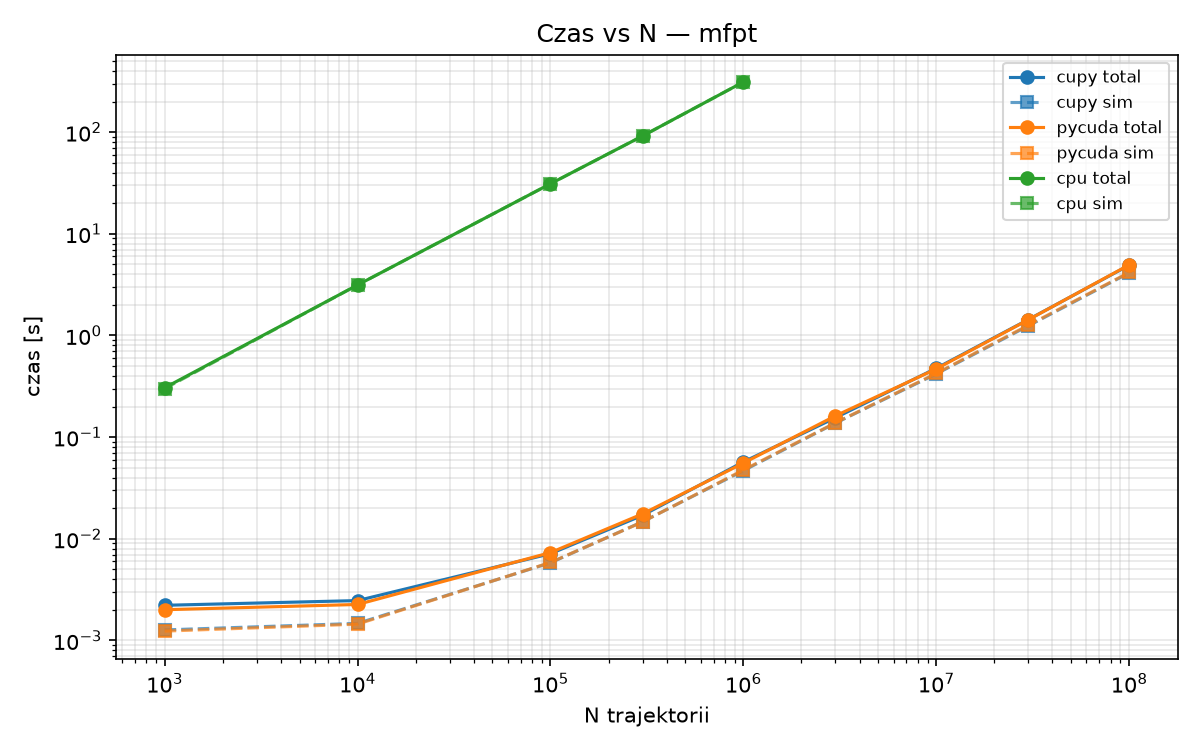 Czas vs N — mfpt
cupy total
cupy sim
pycuda total
pycuda sim
cpu total
cpu sim
czas [s]
10²
10¹
10⁰
10⁻¹
10⁻²
10⁻³
10³ 10⁴ 10⁵ 10⁶ 10⁷ 10⁸
N trajektorii